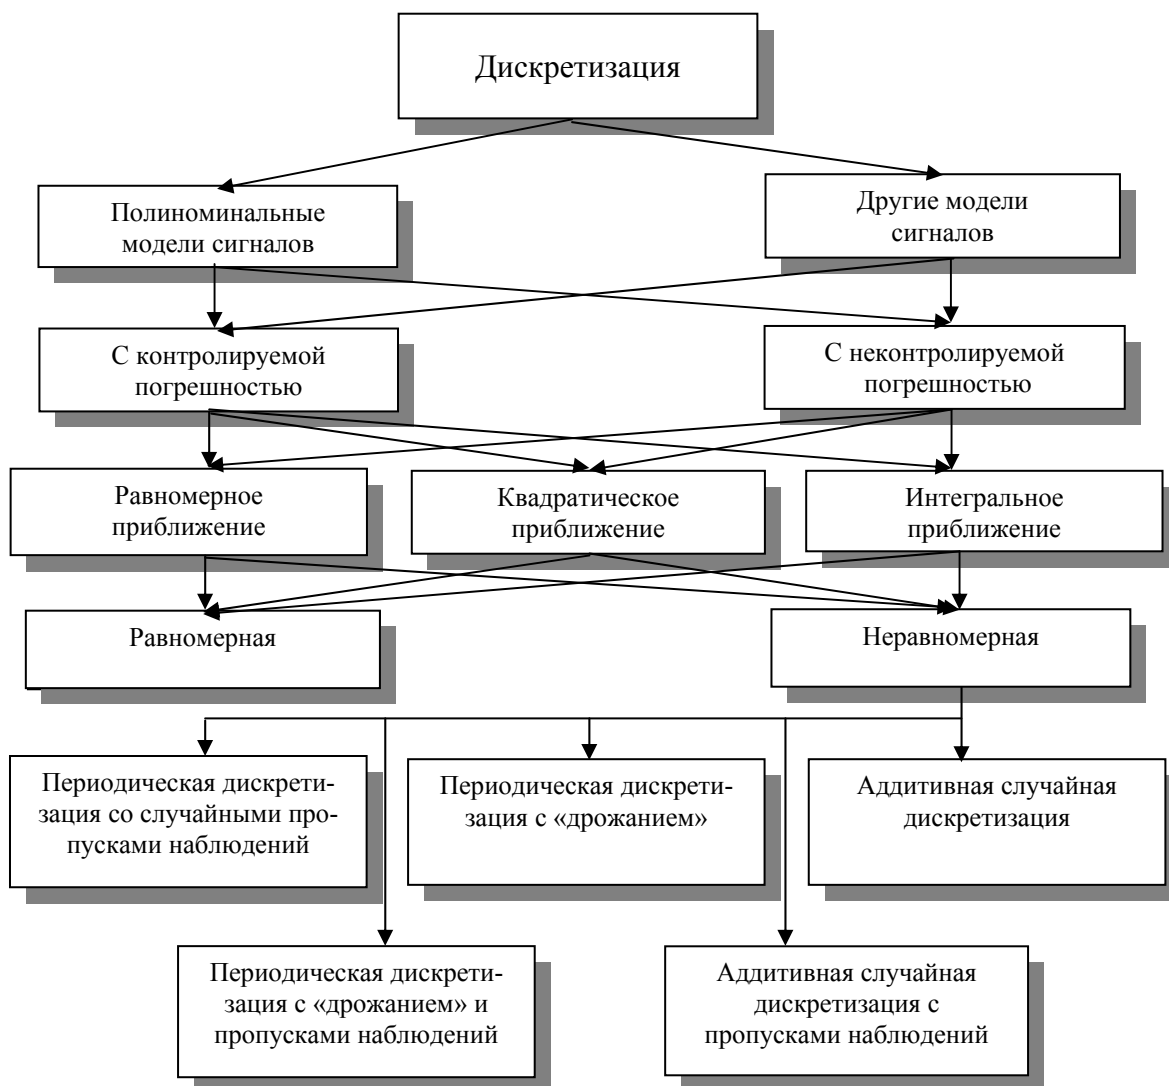 Дискретизация
Полиноминальные
модели сигналов
Другие модели
сигналов
С контролируемой
погрешностью
С неконтролируемой
погрешностью
Равномерное
приближение
Квадратическое
приближение
Интегральное
приближение
Равномерная
Неравномерная
Периодическая дискрети-
зация со случайными про-
пусками наблюдений
Периодическая дискрети-
зация с «дрожанием»
Аддитивная случайная
дискретизация
Периодическая дискрети-
зация с «дрожанием» и
пропусками наблюдений
Аддитивная случайная
дискретизация с
пропусками наблюдений